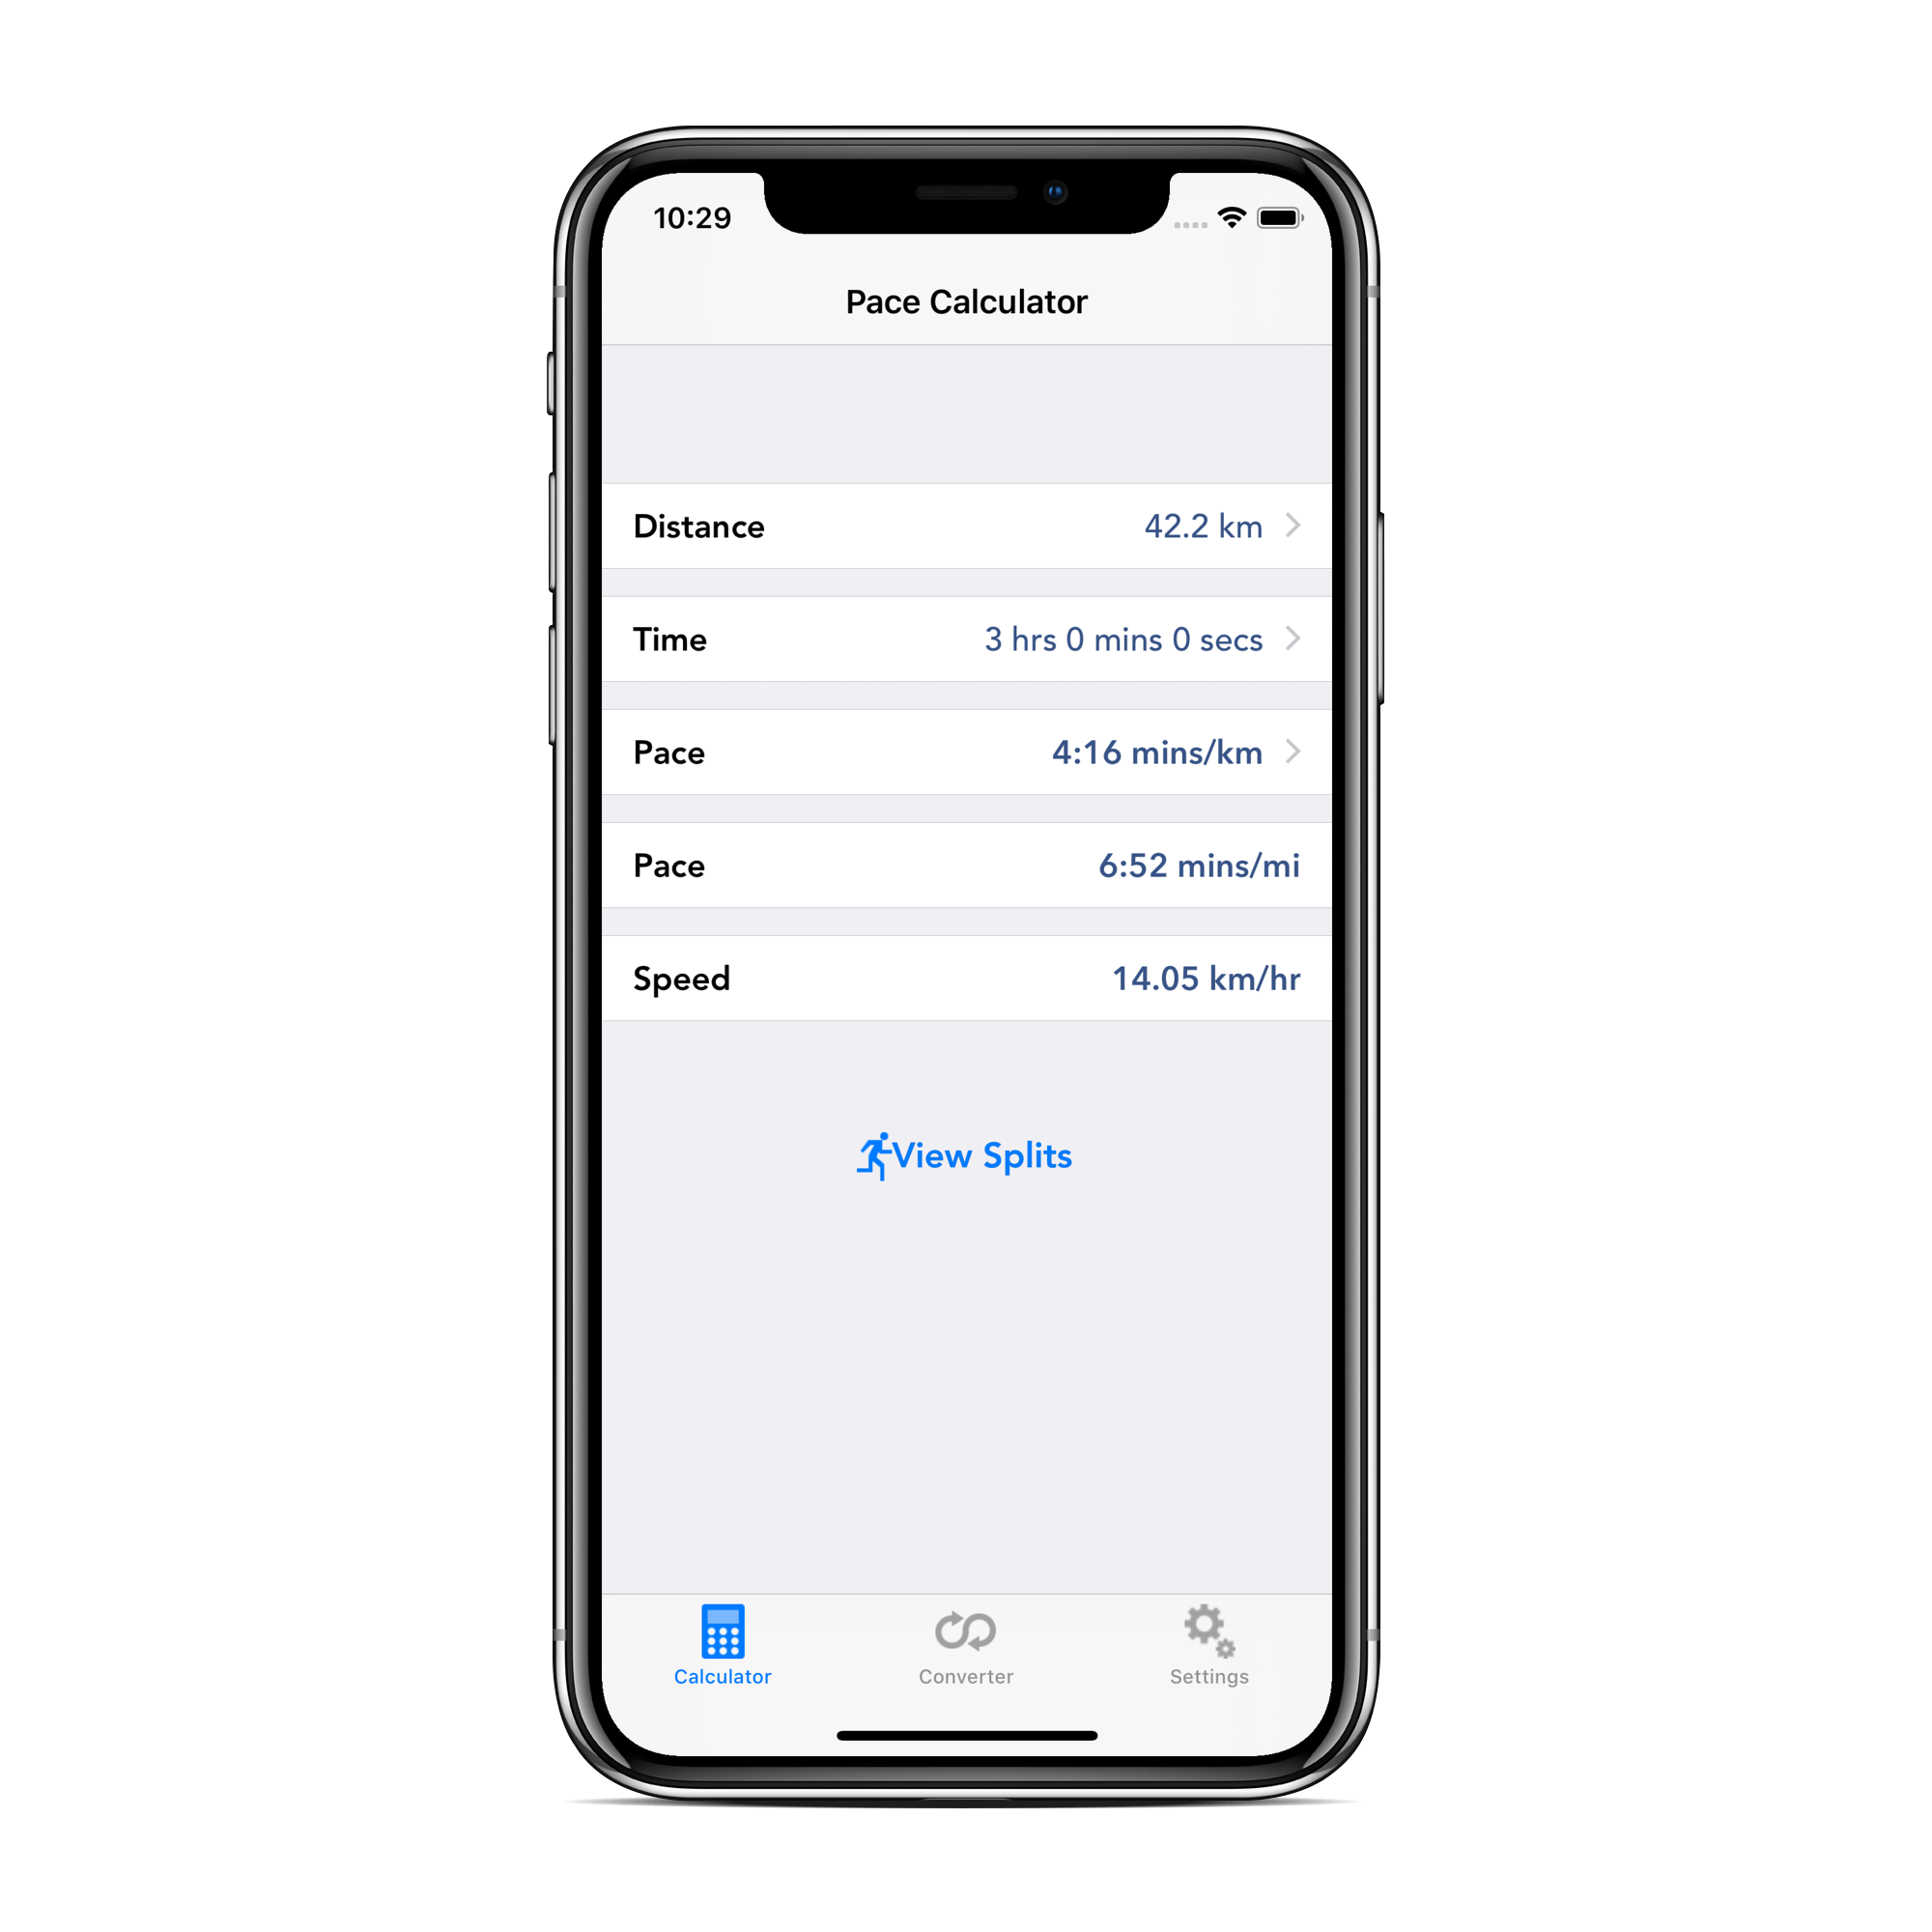 10:29
Pace Calculator
Distance 42.2 km
Time 3 hrs 0 mins 0 secs
Pace 4:16 mins/km
Pace 6:52 mins/mi
Speed 14.05 km/hr
View Splits
Calculator Converter Settings